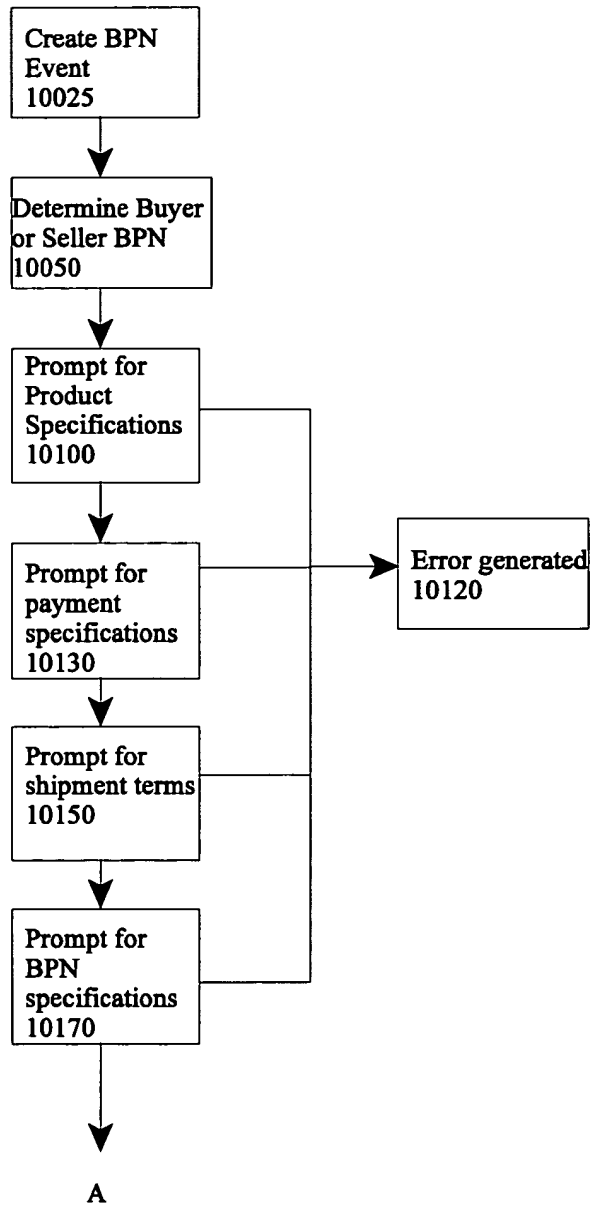 Create BPN
Event
10025
Determine Buyer
or Seller BPN
10050
Prompt for
Product
Specifications
10100
Prompt for
payment
specifications
10130
Error generated
10120
Prompt for
shipment terms
10150
Prompt for
BPN
specifications
10170
A